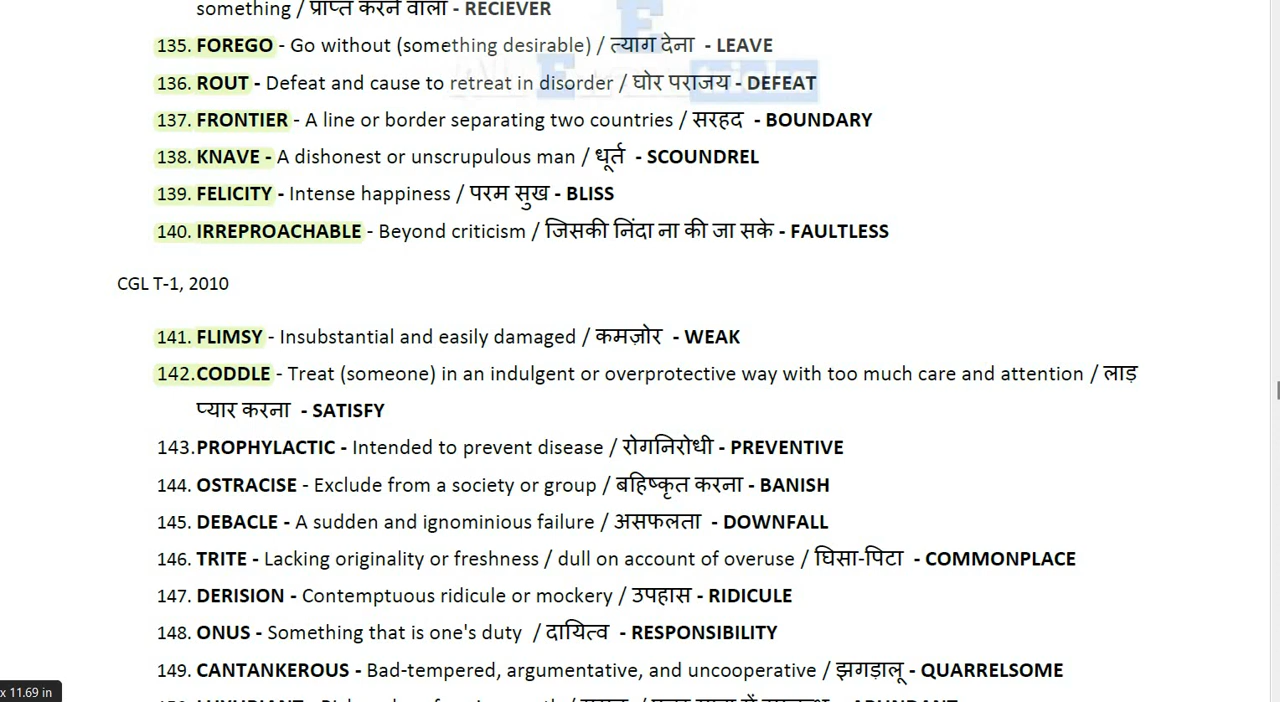 something / प्राप्त करने वाला - RECIEVER
135. FOREGO - Go without (something desirable) / त्याग देना - LEAVE
136. ROUT - Defeat and cause to retreat in disorder / घोर पराजय - DEFEAT
137. FRONTIER - A line or border separating two countries / सरहद - BOUNDARY
138. KNAVE - A dishonest or unscrupulous man / धूर्त - SCOUNDREL
139. FELICITY - Intense happiness / परम सुख - BLISS
140. IRREPROACHABLE - Beyond criticism / जिसकी निंदा ना की जा सके - FAULTLESS
CGL T-1, 2010
141. FLIMSY - Insubstantial and easily damaged / कमज़ोर - WEAK
142. CODDLE - Treat (someone) in an indulgent or overprotective way with too much care and attention / लाड़
प्यार करना - SATISFY
143. PROPHYLACTIC - Intended to prevent disease / रोगनिरोधी - PREVENTIVE
144. OSTRACISE - Exclude from a society or group / बहिष्कृत करना - BANISH
145. DEBACLE - A sudden and ignominious failure / असफलता - DOWNFALL
146. TRITE - Lacking originality or freshness / dull on account of overuse / घिसा-पिटा - COMMONPLACE
147. DERISION - Contemptuous ridicule or mockery / उपहास - RIDICULE
148. ONUS - Something that is one's duty / दायित्व - RESPONSIBILITY
149. CANTANKEROUS - Bad-tempered, argumentative, and uncooperative / झगड़ालू - QUARRELSOME
x 11.69 in